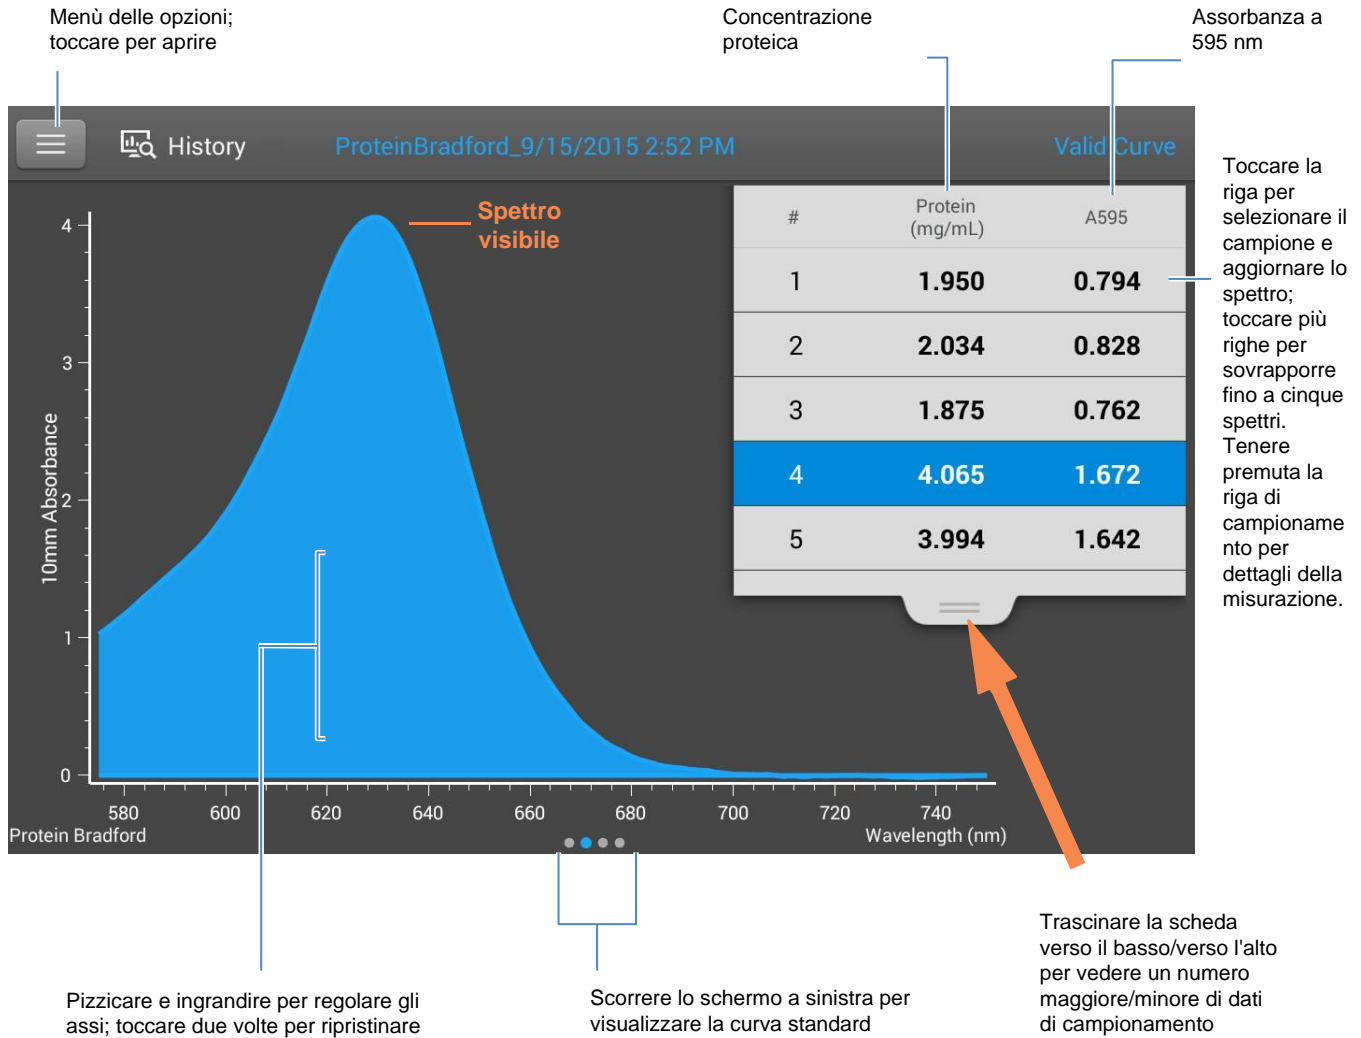 Menù delle opzioni;
toccare per aprire
Concentrazione
proteica
Assorbanza a
595 nm
History
ProteinBradford_9/15/2015 2:52 PM
Valid Curve
Spettro
visibile
# Protein (mg/mL) A595
1 1.950 0.794
2 2.034 0.828
3 1.875 0.762
4 4.065 1.672
5 3.994 1.642
Toccare la
riga per
selezionare il
campione e
aggiornare lo
spettro;
toccare più
righe per
sovrapporre
fino a cinque
spettri.
Tenere
premuta la
riga di
campioname
nto per
dettagli della
misurazione.
10mm Absorbance
4
3
2
1
0
580 600 620 640 660 680 700 720 740
Protein Bradford
Wavelength (nm)
Pizzicare e ingrandire per regolare gli
assi; toccare due volte per ripristinare
Scorrere lo schermo a sinistra per
visualizzare la curva standard
Trascinare la scheda
verso il basso/verso l'alto
per vedere un numero
maggiore/minore di dati
di campionamento